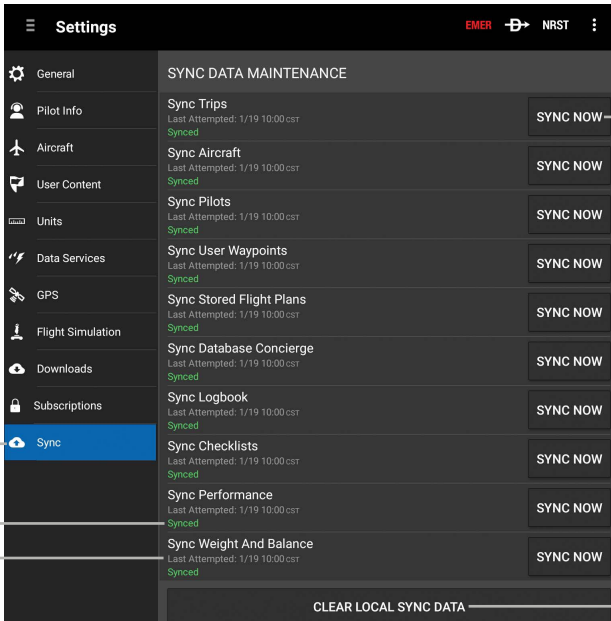 Settings
EMER D NRST
General
Pilot Info
Aircraft
User Content
Units
Data Services
GPS
Flight Simulation
Downloads
Subscriptions
Sync
SYNC DATA MAINTENANCE
Sync Trips
Last Attempted: 1/19 10:00 CST
Synced
SYNC NOW
Sync Aircraft
Last Attempted: 1/19 10:00 CST
Synced
SYNC NOW
Sync Pilots
Last Attempted: 1/19 10:00 CST
Synced
SYNC NOW
Sync User Waypoints
Last Attempted: 1/19 10:00 CST
Synced
SYNC NOW
Sync Stored Flight Plans
Last Attempted: 1/19 10:00 CST
Synced
SYNC NOW
Sync Database Concierge
Last Attempted: 1/19 10:00 CST
Synced
SYNC NOW
Sync Logbook
Last Attempted: 1/19 10:00 CST
Synced
SYNC NOW
Sync Checklists
Last Attempted: 1/19 10:00 CST
Synced
SYNC NOW
Sync Performance
Last Attempted: 1/19 10:00 CST
Synced
SYNC NOW
Sync Weight And Balance
Last Attempted: 1/19 10:00 CST
Synced
SYNC NOW
CLEAR LOCAL SYNC DATA